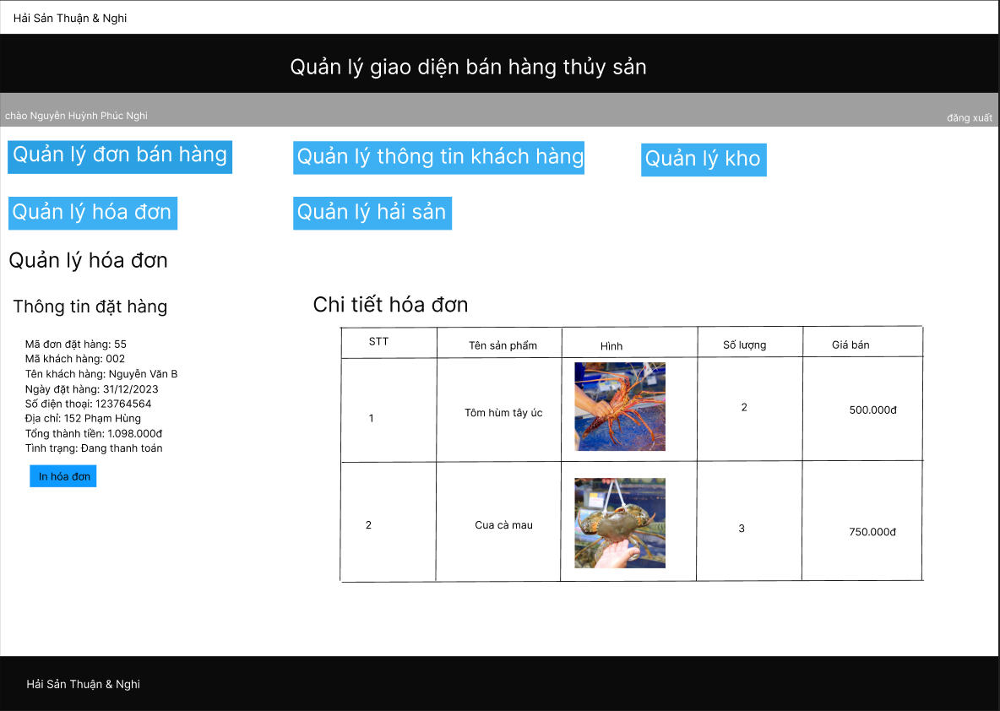 Hải Sản Thuận & Nghi
Quản lý giao diện bán hàng thủy sản
chào Nguyễn Huỳnh Phúc Nghi
đăng xuất
Quản lý đơn bán hàng
Quản lý thông tin khách hàng
Quản lý kho
Quản lý hóa đơn
Quản lý hải sản
Quản lý hóa đơn
Thông tin đặt hàng
Mã đơn đặt hàng: 55
Mã khách hàng: 002
Tên khách hàng: Nguyễn Văn B
Ngày đặt hàng: 31/12/2023
Số điện thoại: 123764564
Địa chỉ: 152 Phạm Hùng
Tổng thành tiền: 1.098.000đ
Tình trạng: Đang thanh toán
In hóa đơn
Chi tiết hóa đơn
STT Tên sản phẩm Hình Số lượng Giá bán
1 Tôm hùm tây úc 2 500.000đ
2 Cua cà mau 3 750.000đ
Hải Sản Thuận & Nghi